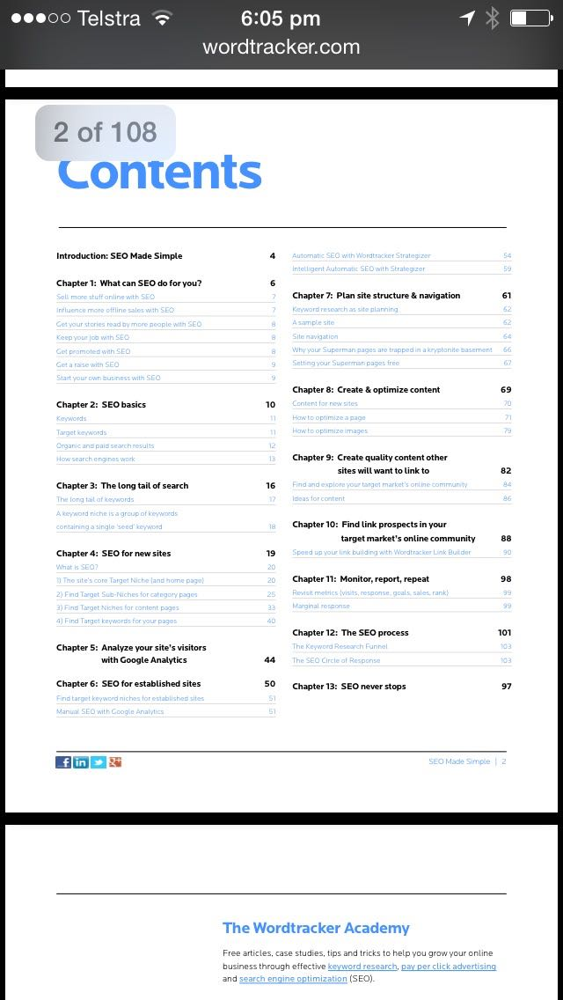 Telstra 6:05 pm
wordtracker.com
2 of 108
Contents
Introduction: SEO Made Simple 4
Chapter 1: What can SEO do for you? 6
Sell more stuff online with SEO 7
Influence more offline sales with SEO 7
Get your stories read by more people with SEO 8
Keep your job with SEO 8
Get promoted with SEO 8
Get a raise with SEO 9
Start your own business with SEO 9
Chapter 2: SEO basics 10
Keywords 11
Target keywords 11
Organic and paid search results 12
How search engines work 13
Chapter 3: The long tail of search 16
The long tail of keywords 17
A keyword niche is a group of keywords
containing a single 'seed' keyword 18
Chapter 4: SEO for new sites 19
What is SEO? 20
1) The site's core Target Niche (and home page) 20
2) Find Target Sub-Niches for category pages 25
3) Find Target Niches for content pages 33
4) Find Target keywords for your pages 40
Chapter 5: Analyze your site's visitors
with Google Analytics 44
Chapter 6: SEO for established sites 50
Find target keyword niches for established sites 51
Manual SEO with Google Analytics 51
Automatic SEO with Wordtracker Strategizer 54
Intelligent Automatic SEO with Strategizer 59
Chapter 7: Plan site structure & navigation 61
Keyword research as site planning 62
A sample site 62
Site navigation 64
Why your Superman pages are trapped in a kryptonite basement 66
Setting your Superman pages free 67
Chapter 8: Create & optimize content 69
Content for new sites 70
How to optimize a page 71
How to optimize images 79
Chapter 9: Create quality content other
sites will want to link to 82
Find and explore your target market's online community 84
Ideas for content 86
Chapter 10: Find link prospects in your
target market's online community 88
Speed up your link building with Wordtracker Link Builder 90
Chapter 11: Monitor, report, repeat 98
Revisit metrics (visits, response, goals, sales, rank) 99
Marginal response 99
Chapter 12: The SEO process 101
The Keyword Research Funnel 103
The SEO Circle of Response 103
Chapter 13: SEO never stops 97
SEO Made Simple | 2
The Wordtracker Academy
Free articles, case studies, tips and tricks to help you grow your online
business through effective keyword research, pay per click advertising
and search engine optimization (SEO).